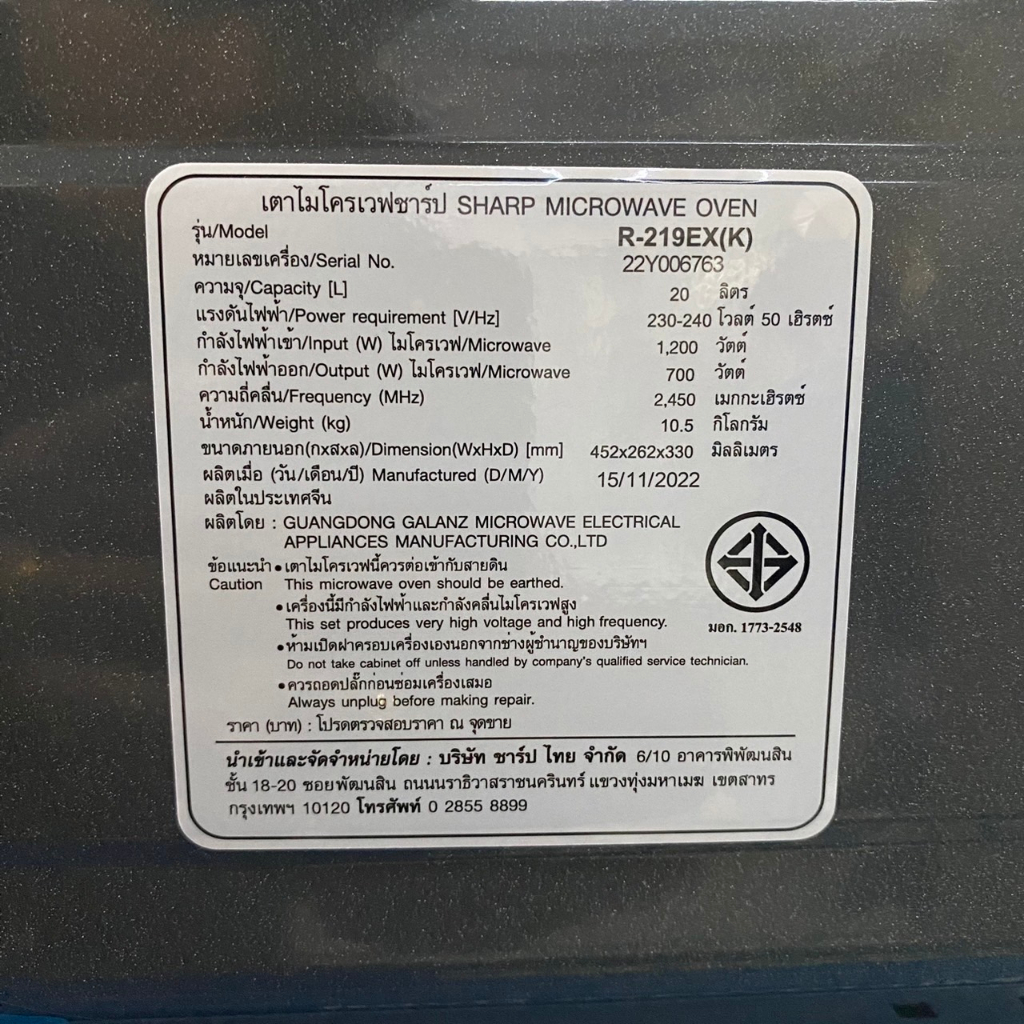 เตาไมโครเวฟชาร์ป SHARP MICROWAVE OVEN
รุ่น/Model R-219EX(K)
หมายเลขเครื่อง/Serial No. 22Y006763
ความจุ/Capacity [L] 20 ลิตร
แรงดันไฟฟ้า/Power requirement [V/Hz] 230-240 โวลต์ 50 เฮิรตช์
กำลังไฟฟ้าเข้า/Input (W) ไมโครเวฟ/Microwave 1,200 วัตต์
กำลังไฟฟ้าออก/Output (W) ไมโครเวฟ/Microwave 700 วัตต์
ความถี่คลื่น/Frequency (MHz) 2,450 เมกกะเฮิรตซ์
น้ำหนัก/Weight (kg) 10.5 กิโลกรัม
ขนาดภายนอก(กxสxล)/Dimension(WxHxD) [mm] 452x262x330 มิลลิเมตร
ผลิตเมื่อ (วัน/เดือน/ปี) Manufactured (D/M/Y) 15/11/2022
ผลิตในประเทศจีน
ผลิตโดย : GUANGDONG GALANZ MICROWAVE ELECTRICAL
APPLIANCES MANUFACTURING CO.,LTD
ข้อแนะนำ • เตาไมโครเวฟนี้ควรต่อเข้ากับสายดิน
Caution This microwave oven should be earthed.
• เครื่องนี้มีกำลังไฟฟ้าและกำลังคลื่นไมโครเวฟสูง
This set produces very high voltage and high frequency.
มอก. 1773-2548
• ห้ามเปิดฝาครอบเครื่องเองนอกจากช่างผู้ชำนาญของบริษัทฯ
Do not take cabinet off unless handled by company's qualified service technician.
• ควรถอดปลั๊กก่อนซ่อมเครื่องเสมอ
Always unplug before making repair.
ราคา (บาท) : โปรดตรวจสอบราคา ณ จุดขาย
นำเข้าและจัดจำหน่ายโดย : บริษัท ชาร์ป ไทย จำกัด 6/10 อาคารพิพัฒนสิน
ชั้น 18-20 ซอยพัฒนสิน ถนนนราธิวาสราชนครินทร์ แขวงทุ่งมหาเมฆ เขตสาทร
กรุงเทพฯ 10120 โทรศัพท์ 0 2855 8899